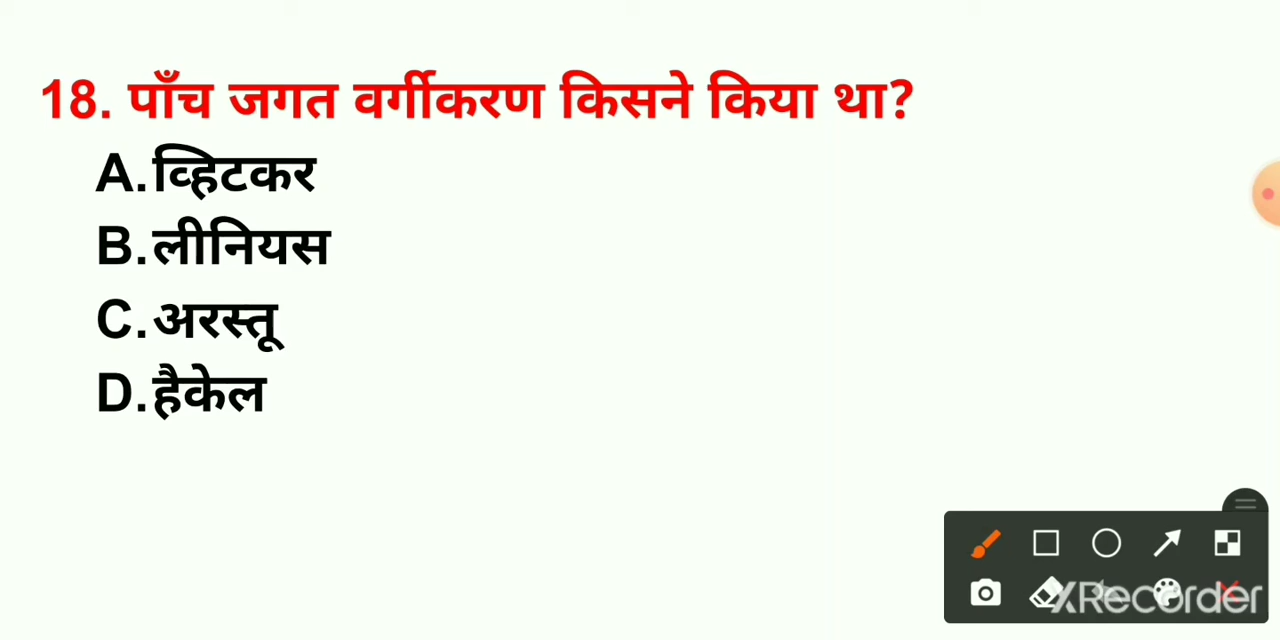 18. पाँच जगत वर्गीकरण किसने किया था?
A.व्हिटकर
B.लीनियस
C.अरस्तू
D.हैकेल
XRecorder